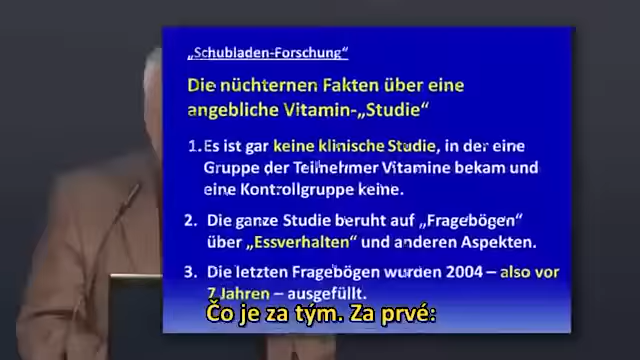 „Schubladen-Forschung“
Die nüchternen Fakten über eine
angebliche Vitamin-„Studie“
1. Es ist gar keine klinische Studie, in der eine
Gruppe der Teilnehmer Vitamine bekam und
eine Kontrollgruppe keine.
2. Die ganze Studie beruht auf „Fragebögen“
über „Essverhalten“ und anderen Aspekten.
3. Die letzten Fragebögen wurden 2004 – also vor
7 Jahren – ausgefüllt.
Čo je za tým. Za prvé: